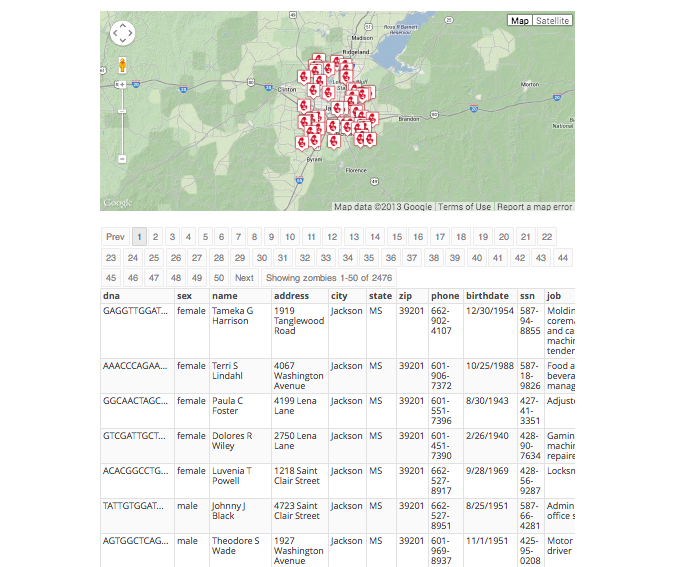 Map Satellite
Ross R Barnett
Reservoir
Madison
Ridgeland
Clinton
Morton
Brandon
National
Byram
Florence
Google
Map data ©2013 Google Terms of Use Report a map error
Prev 1 2 3 4 5 6 7 8 9 10 11 12 13 14 15 16 17 18 19 20 21 22
23 24 25 26 27 28 29 30 31 32 33 34 35 36 37 38 39 40 41 42 43 44
45 46 47 48 49 50 Next Showing zombies 1-50 of 2476
dna sex name address city state zip phone birthdate ssn job
GAGGTTGGAT... female Tameka G 1919 Jackson MS 39201 662- 12/30/1954 587- Moldin
Harrison Tanglewood 902- 94- corema
Road 4107 8855 and ca
machin
tender
AAACCCAGAA... female Terri S 4067 Jackson MS 39201 601- 10/25/1988 587- Food a
Lindahl Washington 906- 18- bevera
Avenue 7372 9826 manag
GGCAACTAGC... female Paula C 4199 Lena Jackson MS 39201 601- 8/30/1943 427- Adjust
Foster Lane 551- 41-
7396 3351
GTCGATTGCT... female Dolores R 2750 Lena Jackson MS 39201 601- 2/26/1940 428- Gamin
Wiley Lane 451- 90- machin
7390 7634 repaire
ACACGGCCTG... female Luvenia T 1218 Saint Jackson MS 39201 662- 9/28/1969 428- Locksm
Powell Clair Street 527- 56-
8917 9287
TATTGTGGAT... male Johnny J 4723 Saint Jackson MS 39201 662- 8/25/1951 587- Admin
Black Clair Street 527- 66- office s
8951 4281
AGTGGCTCAG... male Theodore S 1927 Jackson MS 39201 601- 11/1/1951 425- Motor
Wade Washington 969- 95- driver
Avenue 8937 0208